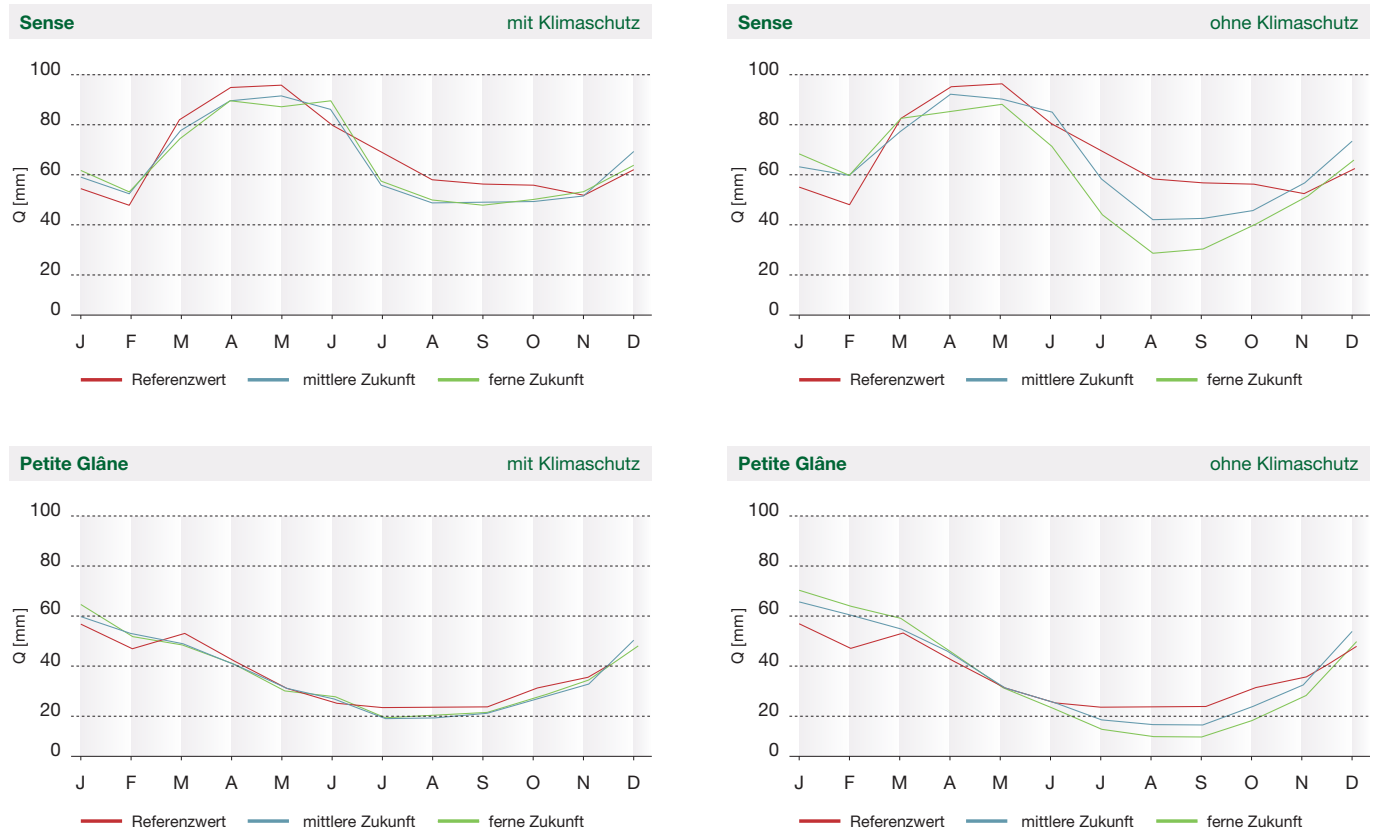 Sense mit Klimaschutz
100
80
60
40
20
0
Q [mm]
J F M A M J J A S O N D
Referenzwert mittlere Zukunft ferne Zukunft
Sense ohne Klimaschutz
100
80
60
40
20
0
Q [mm]
J F M A M J J A S O N D
Referenzwert mittlere Zukunft ferne Zukunft
Petite Glâne mit Klimaschutz
100
80
60
40
20
0
Q [mm]
J F M A M J J A S O N D
Referenzwert mittlere Zukunft ferne Zukunft
Petite Glâne ohne Klimaschutz
100
80
60
40
20
0
Q [mm]
J F M A M J J A S O N D
Referenzwert mittlere Zukunft ferne Zukunft